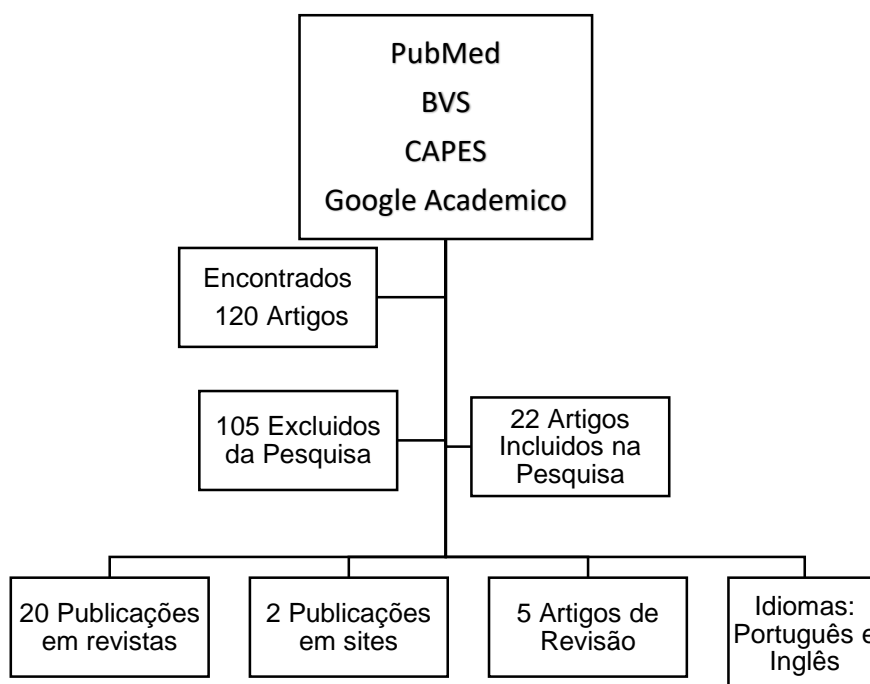 PubMed
BVS
CAPES
Google Academico
Encontrados
120 Artigos
105 Excluidos
da Pesquisa
22 Artigos
Incluidos na
Pesquisa
20 Publicações
em revistas
2 Publicações
em sites
5 Artigos de
Revisão
Idiomas:
Português e
Inglês